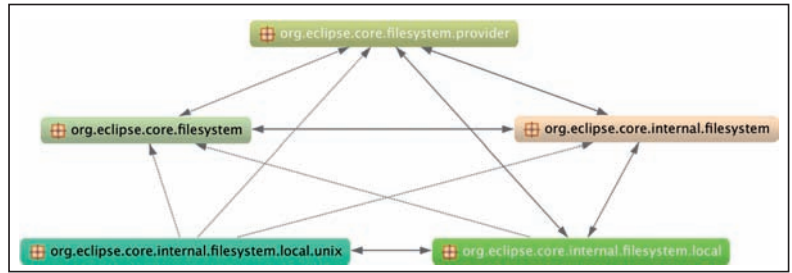 org.eclipse.core.filesystem.provider
org.eclipse.core.filesystem
org.eclipse.core.internal.filesystem
org.eclipse.core.internal.filesystem.local.unix
org.eclipse.core.internal.filesystem.local